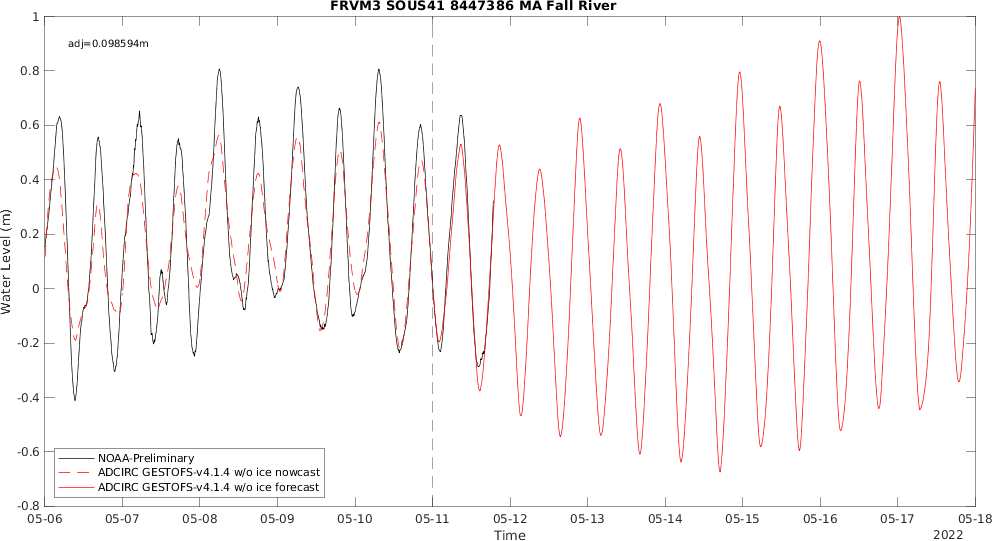 FRVM3 SOUS41 8447386 MA Fall River
adj=0.098594m
Water Level (m)
1
0.8
0.6
0.4
0.2
0
-0.2
-0.4
-0.6
-0.8
NOAA-Preliminary
ADCIRC GESTOFS-v4.1.4 w/o ice nowcast
ADCIRC GESTOFS-v4.1.4 w/o ice forecast
05-06 05-07 05-08 05-09 05-10 05-11 05-12 05-13 05-14 05-15 05-16 05-17 05-18
Time
2022